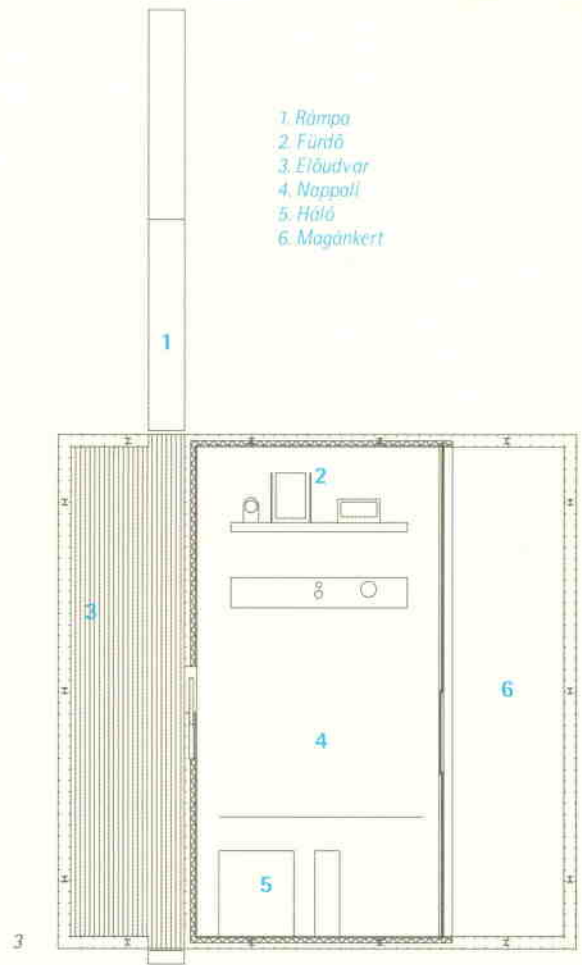 1. Rámpa
2. Fürdő
3. Előudvar
4. Nappali
5. Háló
6. Magánkert
1
2
3
4
6
5
3